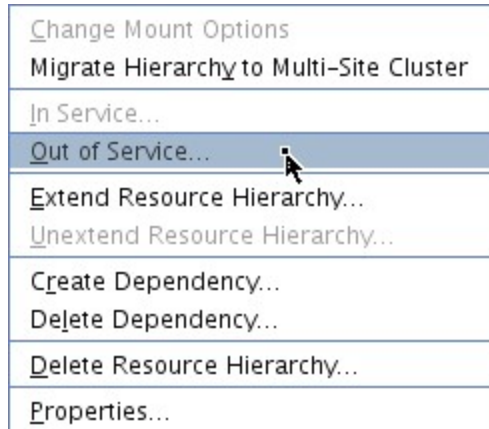 Change Mount Options
Migrate Hierarchy to Multi-Site Cluster
In Service...
Out of Service...
Extend Resource Hierarchy...
Unextend Resource Hierarchy...
Create Dependency...
Delete Dependency...
Delete Resource Hierarchy...
Properties...